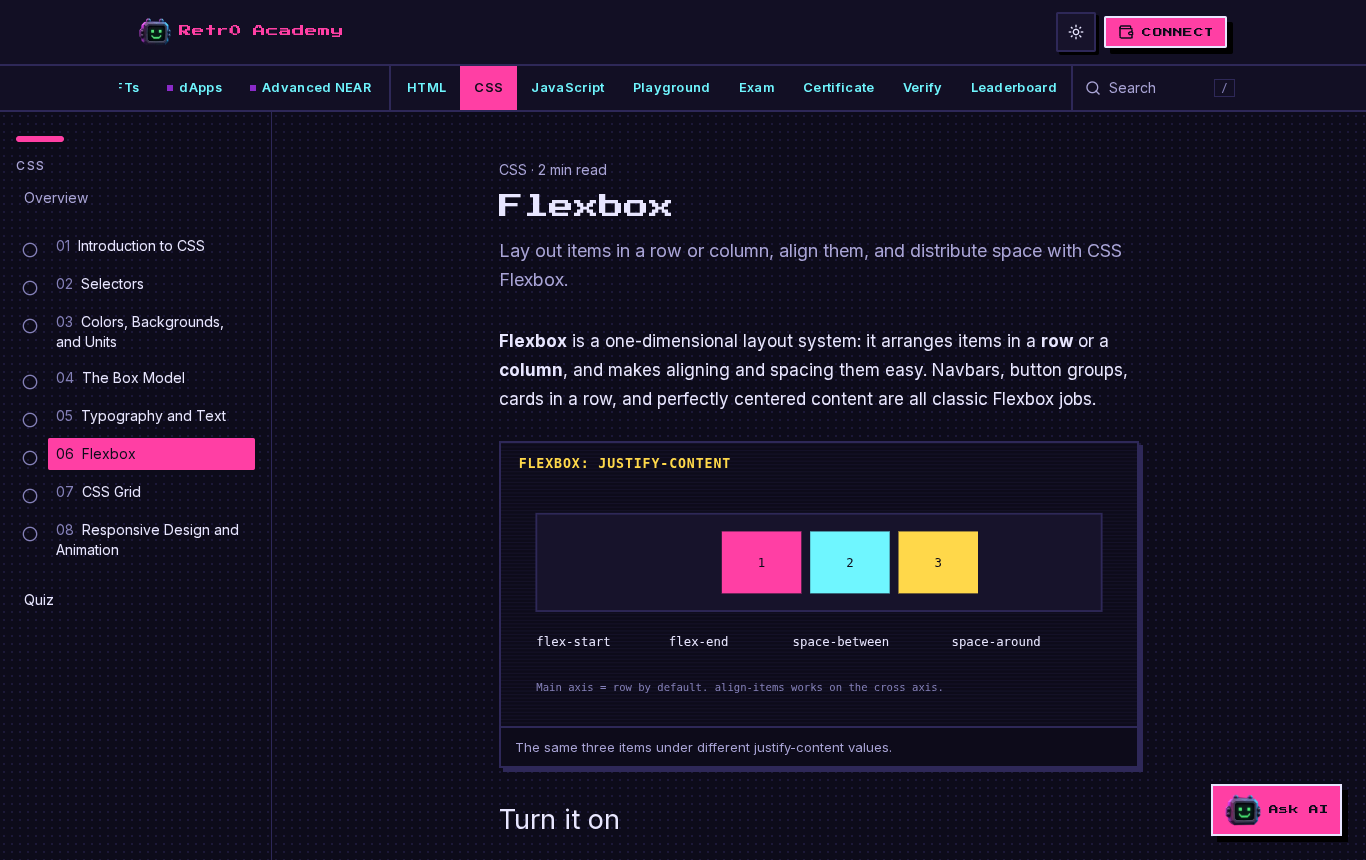 Retr0 Academy
CONNECT
dApps
Advanced NEAR
HTML
CSS
JavaScript
Playground
Exam
Certificate
Verify
Leaderboard
Search
/
CSS
Overview
01 Introduction to CSS
02 Selectors
03 Colors, Backgrounds,
and Units
04 The Box Model
05 Typography and Text
06 Flexbox
07 CSS Grid
08 Responsive Design and
Animation
Quiz
CSS · 2 min read
Flexbox
Lay out items in a row or column, align them, and distribute space with CSS
Flexbox.
Flexbox is a one-dimensional layout system: it arranges items in a row or a
column, and makes aligning and spacing them easy. Navbars, button groups,
cards in a row, and perfectly centered content are all classic Flexbox jobs.
FLEXBOX: JUSTIFY-CONTENT
1 2 3
flex-start flex-end space-between space-around
Main axis = row by default. align-items works on the cross axis.
The same three items under different justify-content values.
Turn it on
Ask AI